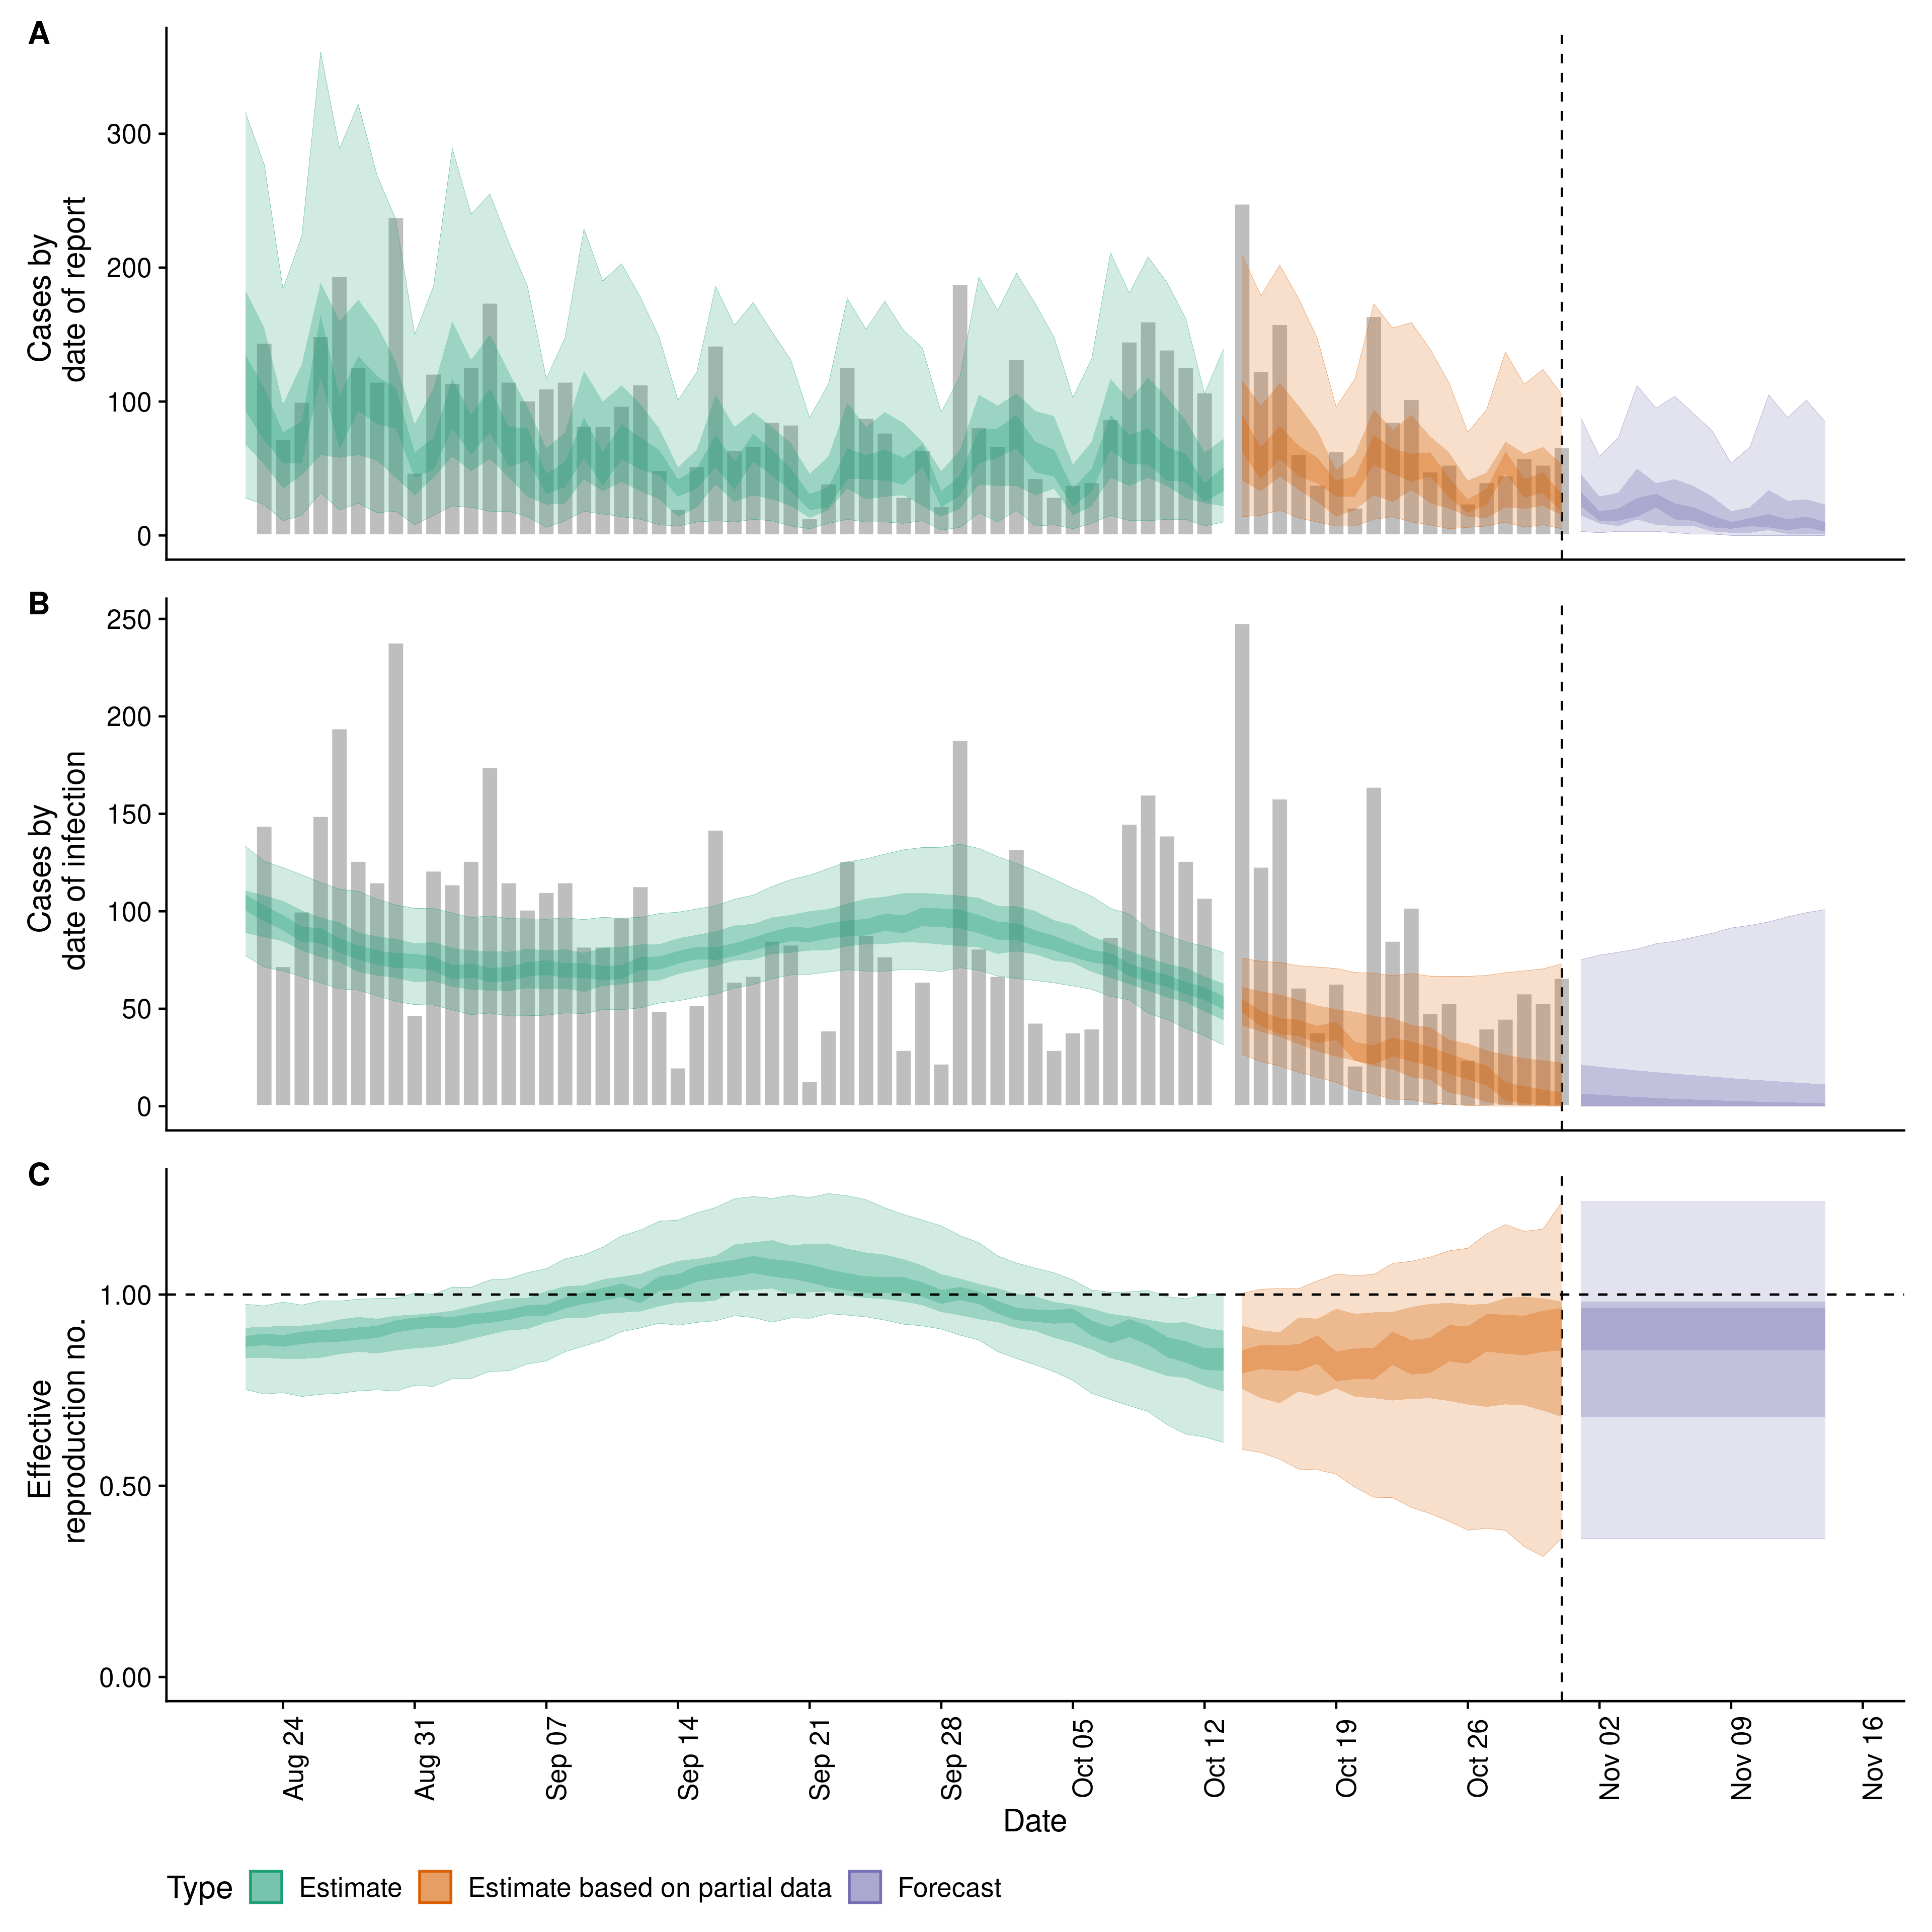 A
Cases by
date of report
300
200
100
0
B
Cases by
date of infection
250
200
150
100
50
0
C
Effective
reproduction no.
1.00
0.50
0.00
Aug 24
Aug 31
Sep 07
Sep 14
Sep 21
Sep 28
Oct 05
Oct 12
Oct 19
Oct 26
Nov 02
Nov 09
Nov 16
Date
Type Estimate Estimate based on partial data Forecast